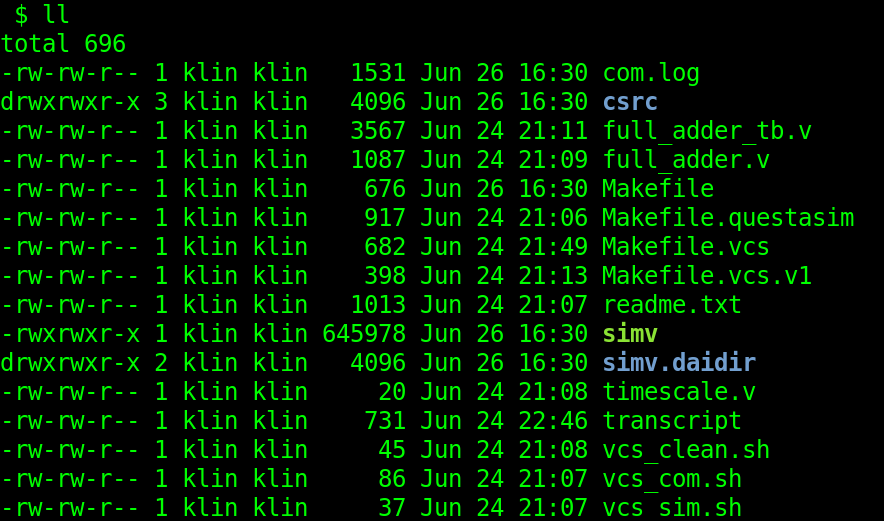 $ ll
total 696
-rw-rw-r-- 1 klin klin   1531 Jun 26 16:30 com.log
drwxrwxr-x 3 klin klin   4096 Jun 26 16:30 csrc
-rw-rw-r-- 1 klin klin   3567 Jun 24 21:11 full_adder_tb.v
-rw-rw-r-- 1 klin klin   1087 Jun 24 21:09 full_adder.v
-rw-rw-r-- 1 klin klin    676 Jun 26 16:30 Makefile
-rw-rw-r-- 1 klin klin    917 Jun 24 21:06 Makefile.questasim
-rw-rw-r-- 1 klin klin    682 Jun 24 21:49 Makefile.vcs
-rw-rw-r-- 1 klin klin    398 Jun 24 21:13 Makefile.vcs.v1
-rw-rw-r-- 1 klin klin   1013 Jun 24 21:07 readme.txt
-rwxrwxr-x 1 klin klin 645978 Jun 26 16:30 simv
drwxrwxr-x 2 klin klin   4096 Jun 26 16:30 simv.daidir
-rw-rw-r-- 1 klin klin     20 Jun 24 21:08 timescale.v
-rw-rw-r-- 1 klin klin    731 Jun 24 22:46 transcript
-rw-rw-r-- 1 klin klin     45 Jun 24 21:08 vcs_clean.sh
-rw-rw-r-- 1 klin klin     86 Jun 24 21:07 vcs_com.sh
-rw-rw-r-- 1 klin klin     37 Jun 24 21:07 vcs_sim.sh